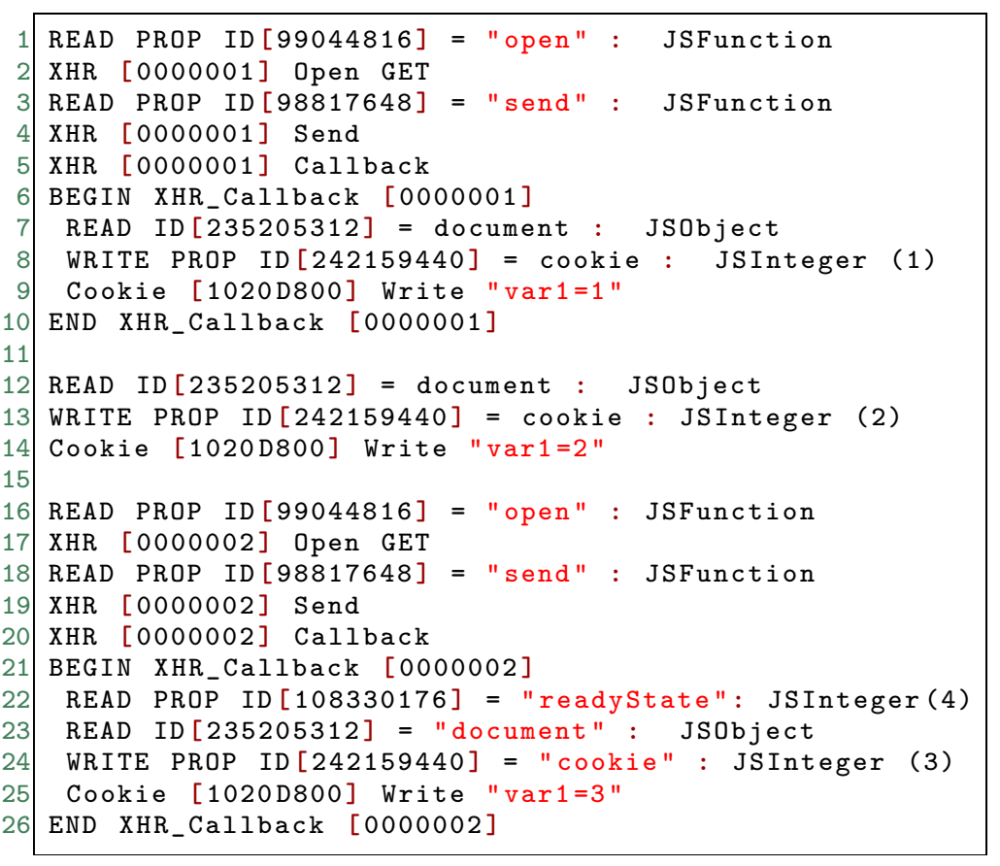 1 READ PROP ID[99044816] = "open" : JSFunction
2 XHR [0000001] Open GET
3 READ PROP ID[98817648] = "send" : JSFunction
4 XHR [0000001] Send
5 XHR [0000001] Callback
6 BEGIN XHR_Callback [0000001]
7 READ ID[235205312] = document : JSObject
8 WRITE PROP ID[242159440] = cookie : JSInteger (1)
9 Cookie [1020D800] Write "var1=1"
10 END XHR_Callback [0000001]
11
12 READ ID[235205312] = document : JSObject
13 WRITE PROP ID[242159440] = cookie : JSInteger (2)
14 Cookie [1020D800] Write "var1=2"
15
16 READ PROP ID[99044816] = "open" : JSFunction
17 XHR [0000002] Open GET
18 READ PROP ID[98817648] = "send" : JSFunction
19 XHR [0000002] Send
20 XHR [0000002] Callback
21 BEGIN XHR_Callback [0000002]
22 READ PROP ID[108330176] = "readyState": JSInteger(4)
23 READ ID[235205312] = "document" : JSObject
24 WRITE PROP ID[242159440] = "cookie" : JSInteger (3)
25 Cookie [1020D800] Write "var1=3"
26 END XHR_Callback [0000002]